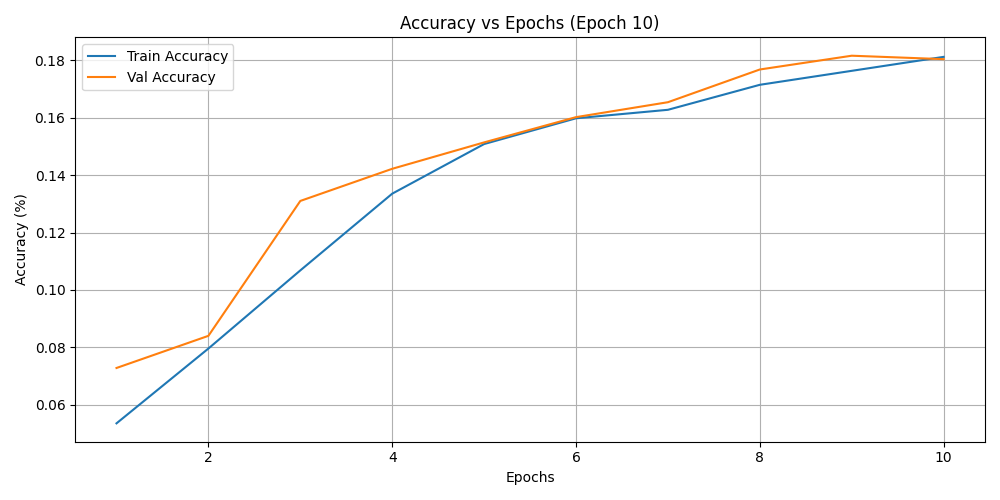 Accuracy vs Epochs (Epoch 10)
Train Accuracy
Val Accuracy
Accuracy (%)
0.18
0.16
0.14
0.12
0.10
0.08
0.06
2 4 6 8 10
Epochs